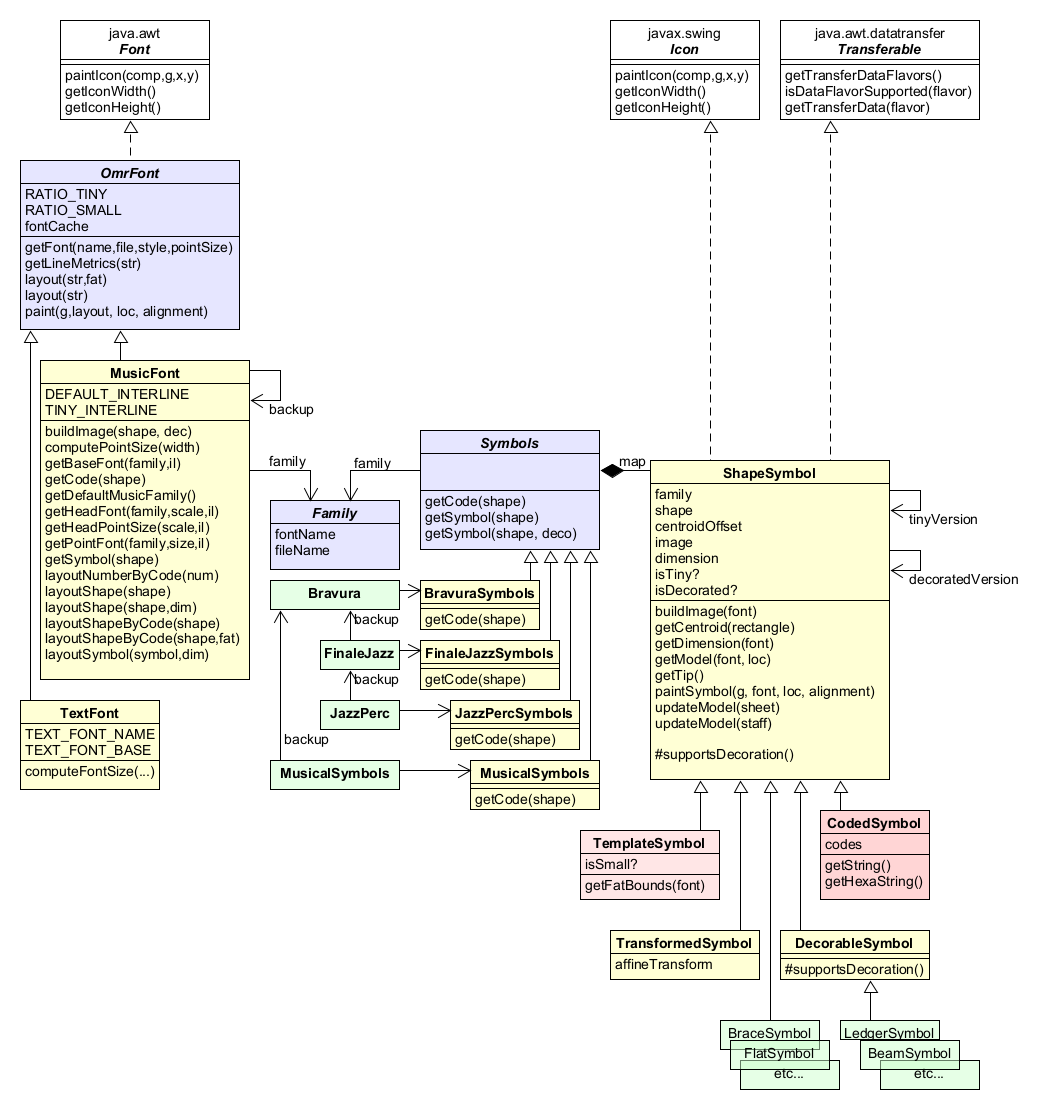 java.awt
Font
paintIcon(comp,g,x,y)
getIconWidth()
getIconHeight()
javax.swing
Icon
paintIcon(comp,g,x,y)
getIconWidth()
getIconHeight()
java.awt.datatransfer
Transferable
getTransferDataFlavors()
isDataFlavorSupported(flavor)
getTransferData(flavor)
OmrFont
RATIO_TINY
RATIO_SMALL
fontCache
getFont(name,file,style,pointSize)
getLineMetrics(str)
layout(str,fat)
layout(str)
paint(g,layout, loc, alignment)
MusicFont
DEFAULT_INTERLINE
TINY_INTERLINE
buildImage(shape, dec)
computePointSize(width)
getBaseFont(family,il)
getCode(shape)
getDefaultMusicFamily()
getHeadFont(family,scale,il)
getHeadPointSize(scale,il)
getPointFont(family,size,il)
getSymbol(shape)
layoutNumberByCode(num)
layoutShape(shape)
layoutShape(shape,dim)
layoutShapeByCode(shape)
layoutShapeByCode(shape,fat)
layoutSymbol(symbol,dim)
backup
family
family
Family
fontName
fileName
Symbols
getCode(shape)
getSymbol(shape)
getSymbol(shape, deco)
map
ShapeSymbol
family
shape
centroidOffset
image
dimension
isTiny?
isDecorated?
buildImage(font)
getCentroid(rectangle)
getDimension(font)
getModel(font, loc)
getTip()
paintSymbol(g, font, loc, alignment)
updateModel(sheet)
updateModel(staff)
#supportsDecoration()
tinyVersion
decoratedVersion
Bravura
BravuraSymbols
getCode(shape)
backup
FinaleJazz
FinaleJazzSymbols
getCode(shape)
backup
JazzPerc
JazzPercSymbols
getCode(shape)
backup
MusicalSymbols
MusicalSymbols
getCode(shape)
TextFont
TEXT_FONT_NAME
TEXT_FONT_BASE
computeFontSize(...)
TemplateSymbol
isSmall?
getFatBounds(font)
CodedSymbol
codes
getString()
getHexaString()
TransformedSymbol
affineTransform
DecorableSymbol
#supportsDecoration()
BraceSymbol
FlatSymbol
etc...
LedgerSymbol
BeamSymbol
etc...